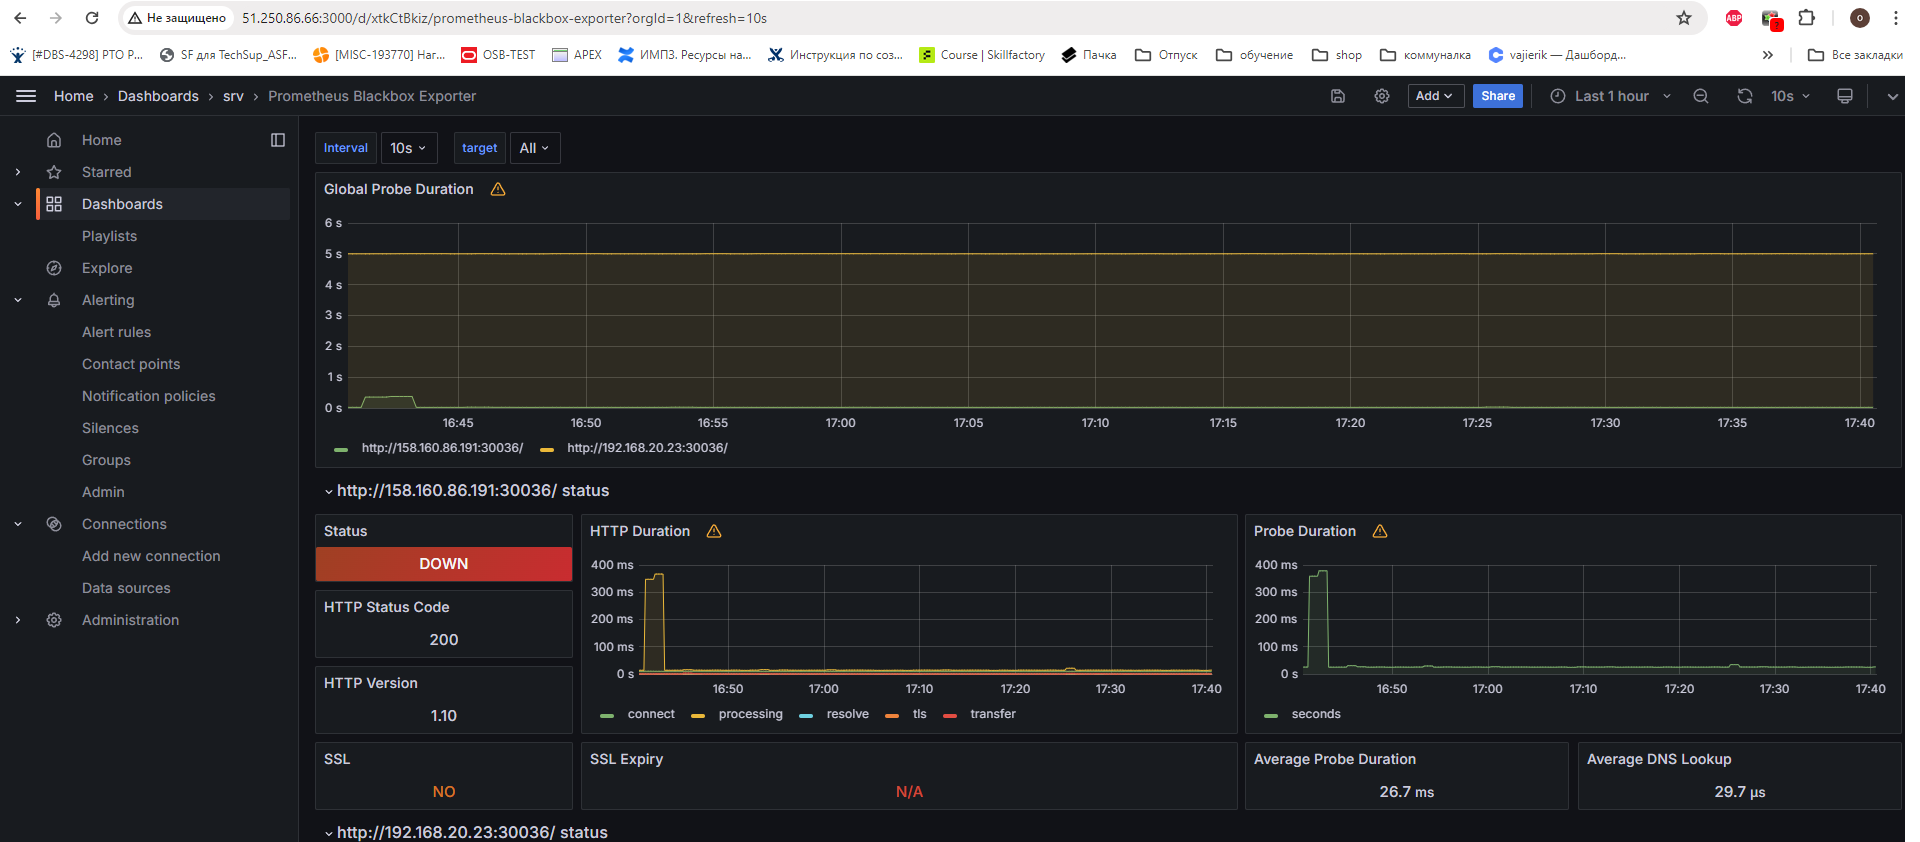 Не защищено 51.250.86.66:3000/d/xtkCtBkiz/prometheus-blackbox-exporter?orgId=1&refresh=10s
ABP 2 o
[#DBS-4298] РТО Р... SF для TechSup_ASF... [MISC-193770] Наг... OSB-TEST APEX ИМПЗ. Ресурсы на... Инструкция по соз... Course | Skillfactory Пачка Отпуск обучение shop коммуналка vajierik — Дашборд... » Все закладки
Home › Dashboards › srv › Prometheus Blackbox Exporter Add Share Last 1 hour 10s
Home
Starred
Dashboards
Playlists
Explore
Alerting
Alert rules
Contact points
Notification policies
Silences
Groups
Admin
Connections
Add new connection
Data sources
Administration
Interval 10s target All
Global Probe Duration
6 s
5 s
4 s
3 s
2 s
1 s
0 s
16:45 16:50 16:55 17:00 17:05 17:10 17:15 17:20 17:25 17:30 17:35 17:40
http://158.160.86.191:30036/ http://192.168.20.23:30036/
http://158.160.86.191:30036/ status
Status
DOWN
HTTP Status Code
200
HTTP Version
1.10
SSL
NO
HTTP Duration
400 ms
300 ms
200 ms
100 ms
0 s
16:50 17:00 17:10 17:20 17:30 17:40
connect processing resolve tls transfer
Probe Duration
400 ms
300 ms
200 ms
100 ms
0 s
16:50 17:00 17:10 17:20 17:30 17:40
seconds
SSL Expiry
N/A
Average Probe Duration
26.7 ms
Average DNS Lookup
29.7 µs
http://192.168.20.23:30036/ status